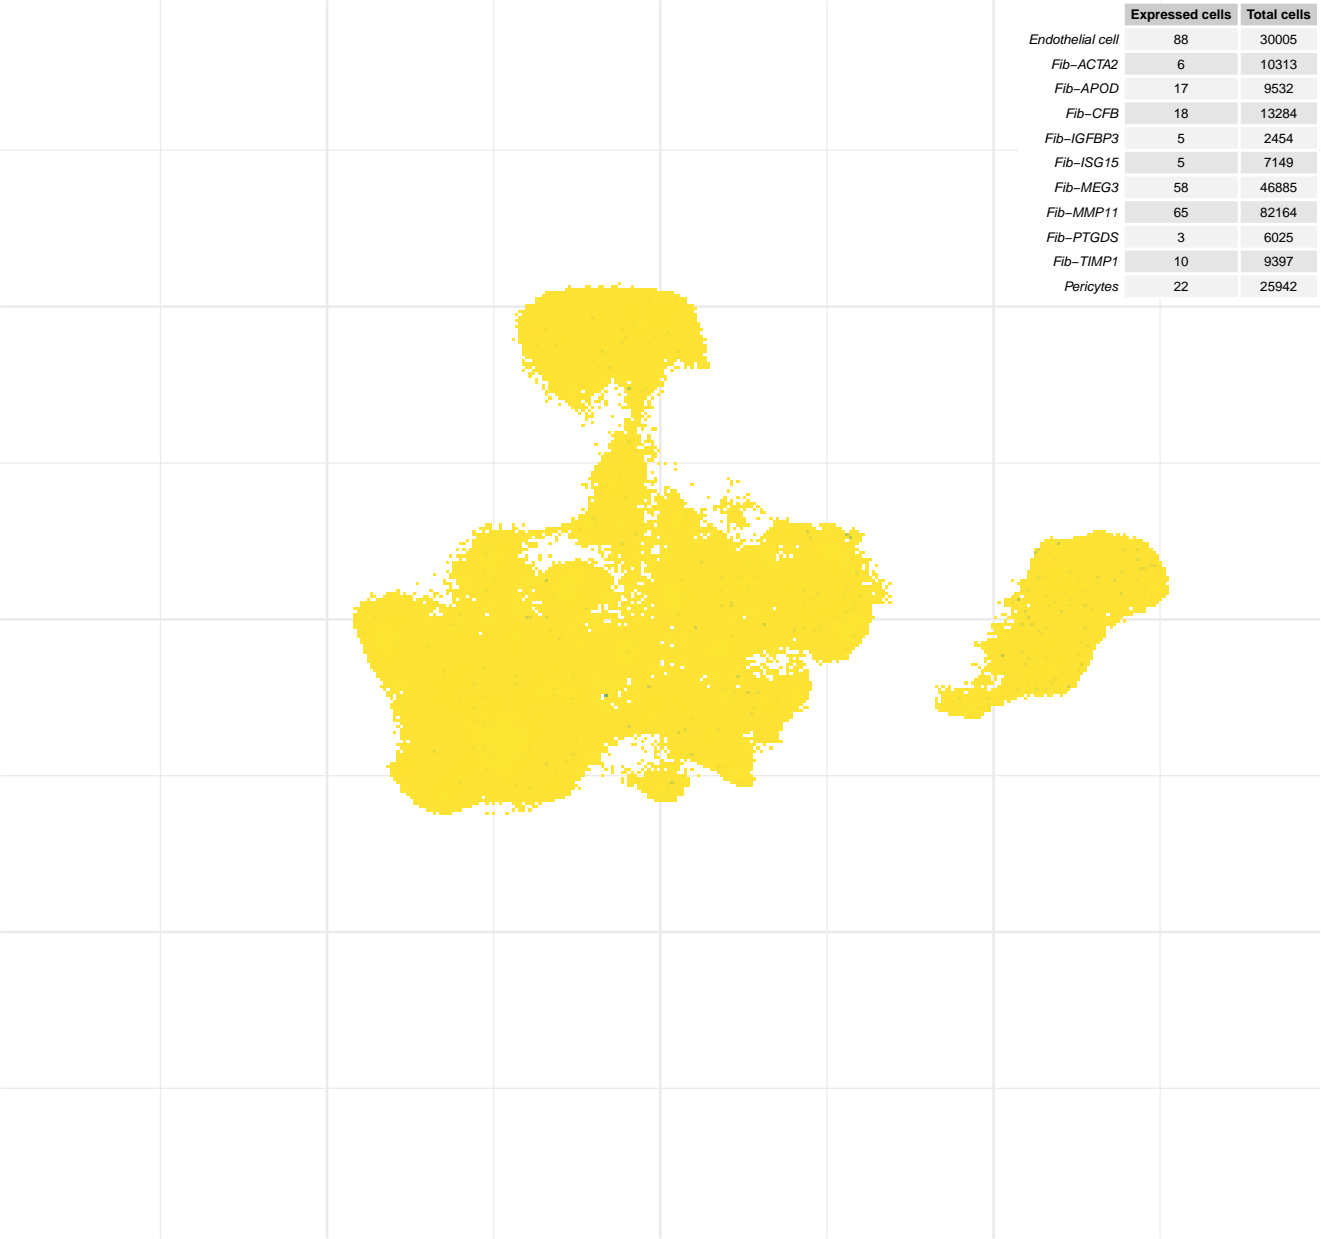 Expressed cells Total cells
Endothelial cell 88 30005
Fib−ACTA2 6 10313
Fib−APOD 17 9532
Fib−CFB 18 13284
Fib−IGFBP3 5 2454
Fib−ISG15 5 7149
Fib−MEG3 58 46885
Fib−MMP11 65 82164
Fib−PTGDS 3 6025
Fib−TIMP1 10 9397
Pericytes 22 25942